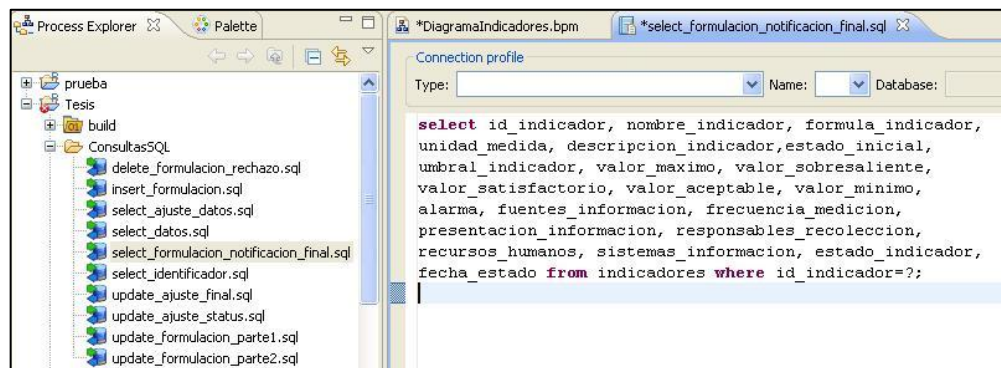 Process Explorer
Palette
prueba
Tesis
build
ConsultasSQL
delete_formulacion_rechazo.sql
insert_formulacion.sql
select_ajuste_datos.sql
select_datos.sql
select_formulacion_notificacion_final.sql
select_identificador.sql
update_ajuste_final.sql
update_ajuste_status.sql
update_formulacion_parte1.sql
update_formulacion_parte2.sql
*DiagramaIndicadores.bpm
*select_formulacion_notificacion_final.sql
Connection profile
Type: Name: Database:
select id_indicador, nombre_indicador, formula_indicador,
unidad_medida, descripcion_indicador,estado_inicial,
umbral_indicador, valor_maximo, valor_sobresaliente,
valor_satisfactorio, valor_aceptable, valor_minimo,
alarma, fuentes_informacion, frecuencia_medicion,
presentacion_informacion, responsables_recoleccion,
recursos_humanos, sistemas_informacion, estado_indicador,
fecha_estado from indicadores where id_indicador=?;